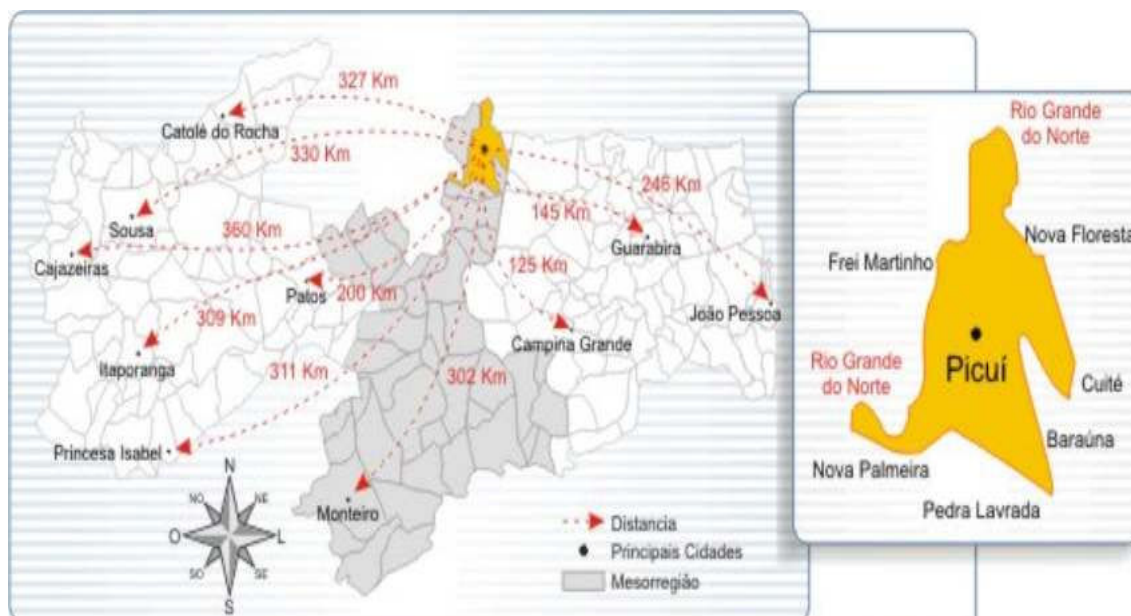 327 Km
Catolé do Rocha
330 Km
246 Km
145 Km
Sousa
360 Km
Guarabira
Cajazeiras
125 Km
Patos
200 Km
João Pessoa
309 Km
Campina Grande
Itaporanga
311 Km
302 Km
Princesa Isabel
N
NO
NE
Monteiro
O
L
SO
SE
S
Distancia
Principais Cidades
Mesorregião
Rio Grande
do Norte
Nova Floresta
Frei Martinho
Picuí
Rio Grande
do Norte
Cuité
Baraúna
Nova Palmeira
Pedra Lavrada